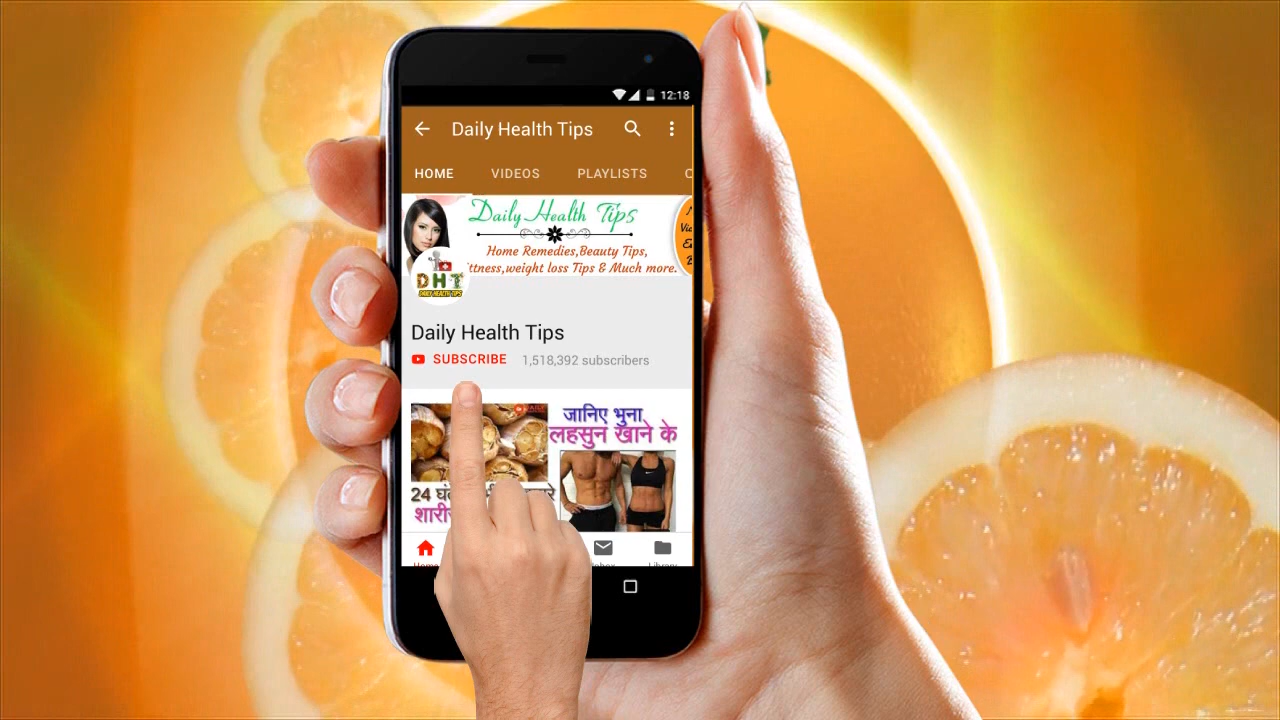 12:18
Daily Health Tips
HOME VIDEOS PLAYLISTS
Daily Health Tips
Home Remedies,Beauty Tips,
weight loss Tips & Much more.
DHT
DAILY HEALTH TIPS
Daily Health Tips
SUBSCRIBE 1,518,392 subscribers
जानिए भुना
लहसुन खाने के
24
Library